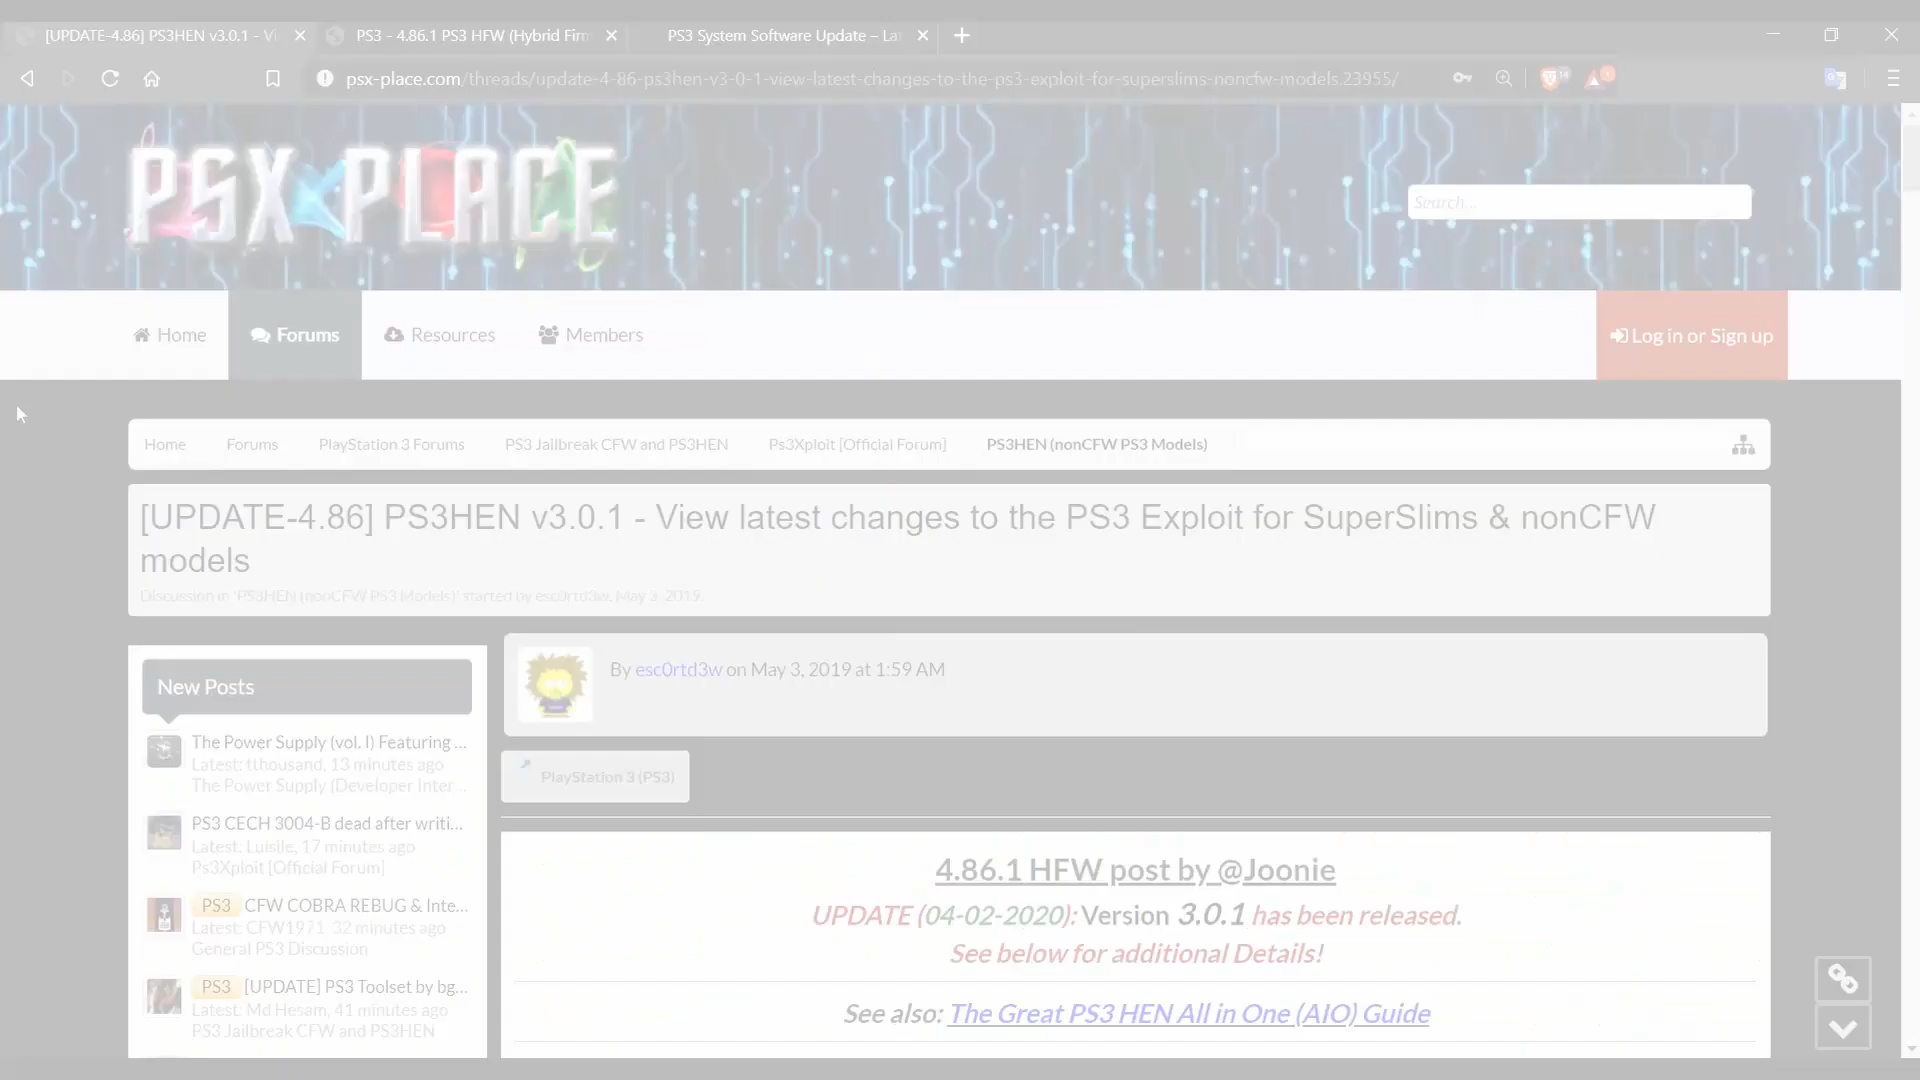 [UPDATE-4.86] PS3HEN v3.0.1 - Vi
PS3 - 4.86.1 PS3 HFW (Hybrid Firm
PS3 System Software Update – La
psx-place.com/threads/update-4-86-ps3hen-v3-0-1-view-latest-changes-to-the-ps3-exploit-for-superslims-noncfw-models.23955/
14
1
PSX PLACE
Search...
Home
Forums
Resources
Members
Log in or Sign up
Home
Forums
PlayStation 3 Forums
PS3 Jailbreak CFW and PS3HEN
Ps3Xploit [Official Forum]
PS3HEN (nonCFW PS3 Models)
[UPDATE-4.86] PS3HEN v3.0.1 - View latest changes to the PS3 Exploit for SuperSlims & nonCFW
models
Discussion in 'PS3HEN (nonCFW PS3 Models)' started by esc0rtd3w, May 3, 2019.
New Posts
The Power Supply (vol. I) Featuring ...
Latest: tthousand, 13 minutes ago
The Power Supply (Developer Inter...
PS3 CECH 3004-B dead after writi...
Latest: Luisile, 17 minutes ago
Ps3Xploit [Official Forum]
PS3 CFW COBRA REBUG & Inte...
Latest: CFW1971, 32 minutes ago
General PS3 Discussion
PS3 [UPDATE] PS3 Toolset by bg...
Latest: Md Hesam, 41 minutes ago
PS3 Jailbreak CFW and PS3HEN
By esc0rtd3w on May 3, 2019 at 1:59 AM
PlayStation 3 (PS3)
4.86.1 HFW post by @Joonie
UPDATE (04-02-2020): Version 3.0.1 has been released.
See below for additional Details!
See also: The Great PS3 HEN All in One (AIO) Guide